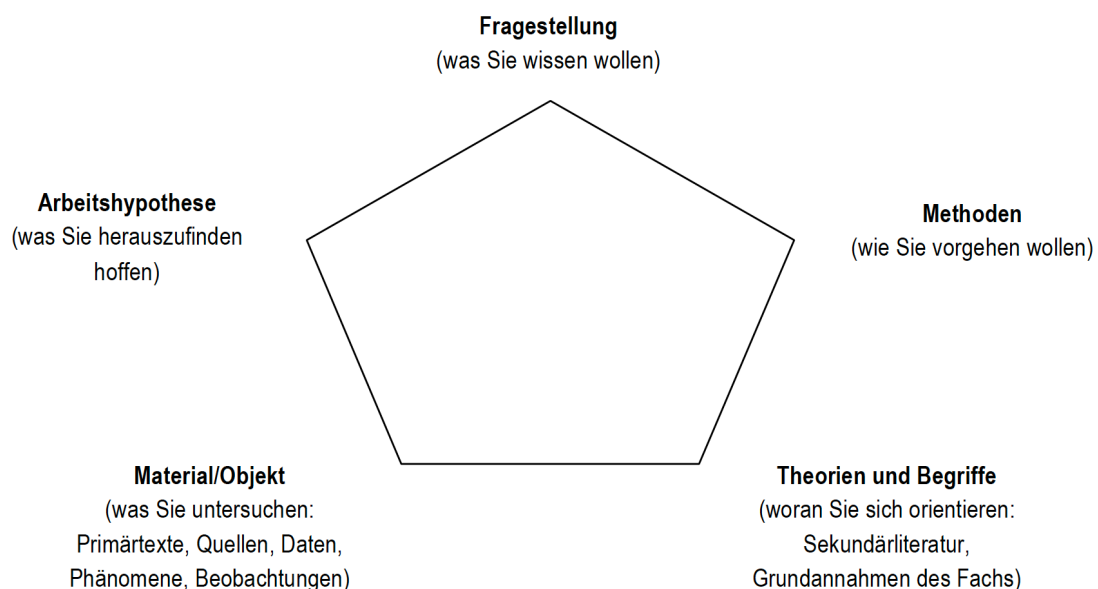 Fragestellung
(was Sie wissen wollen)
Arbeitshypothese
(was Sie herauszufinden
hoffen)
Methoden
(wie Sie vorgehen wollen)
Material/Objekt
(was Sie untersuchen:
Primärtexte, Quellen, Daten,
Phänomene, Beobachtungen)
Theorien und Begriffe
(woran Sie sich orientieren:
Sekundärliteratur,
Grundannahmen des Fachs)